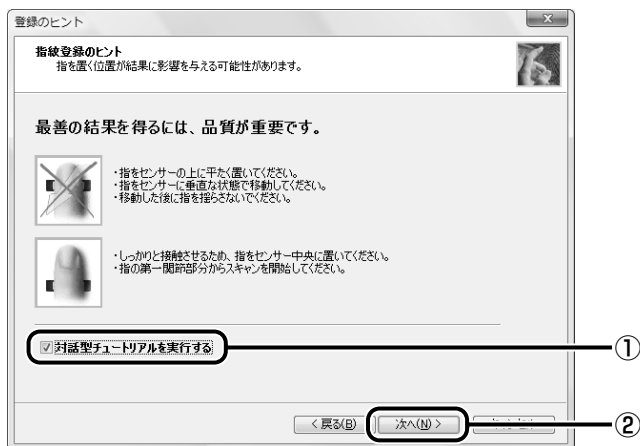 登録のヒント
指紋登録のヒント
指を置く位置が結果に影響を与える可能性があります。
最善の結果を得るには、品質が重要です。
・指をセンサーの上に平たく置いてください。
・指をセンサーに垂直な状態で移動してください。
・移動した後に指を揺らさないでください。
・しっかりと接触させるため、指をセンサー中央に置いてください。
・指の第一関節部分からスキャンを開始してください。
対話型チュートリアルを実行する
①
< 戻る(B)
次へ(N) >
②